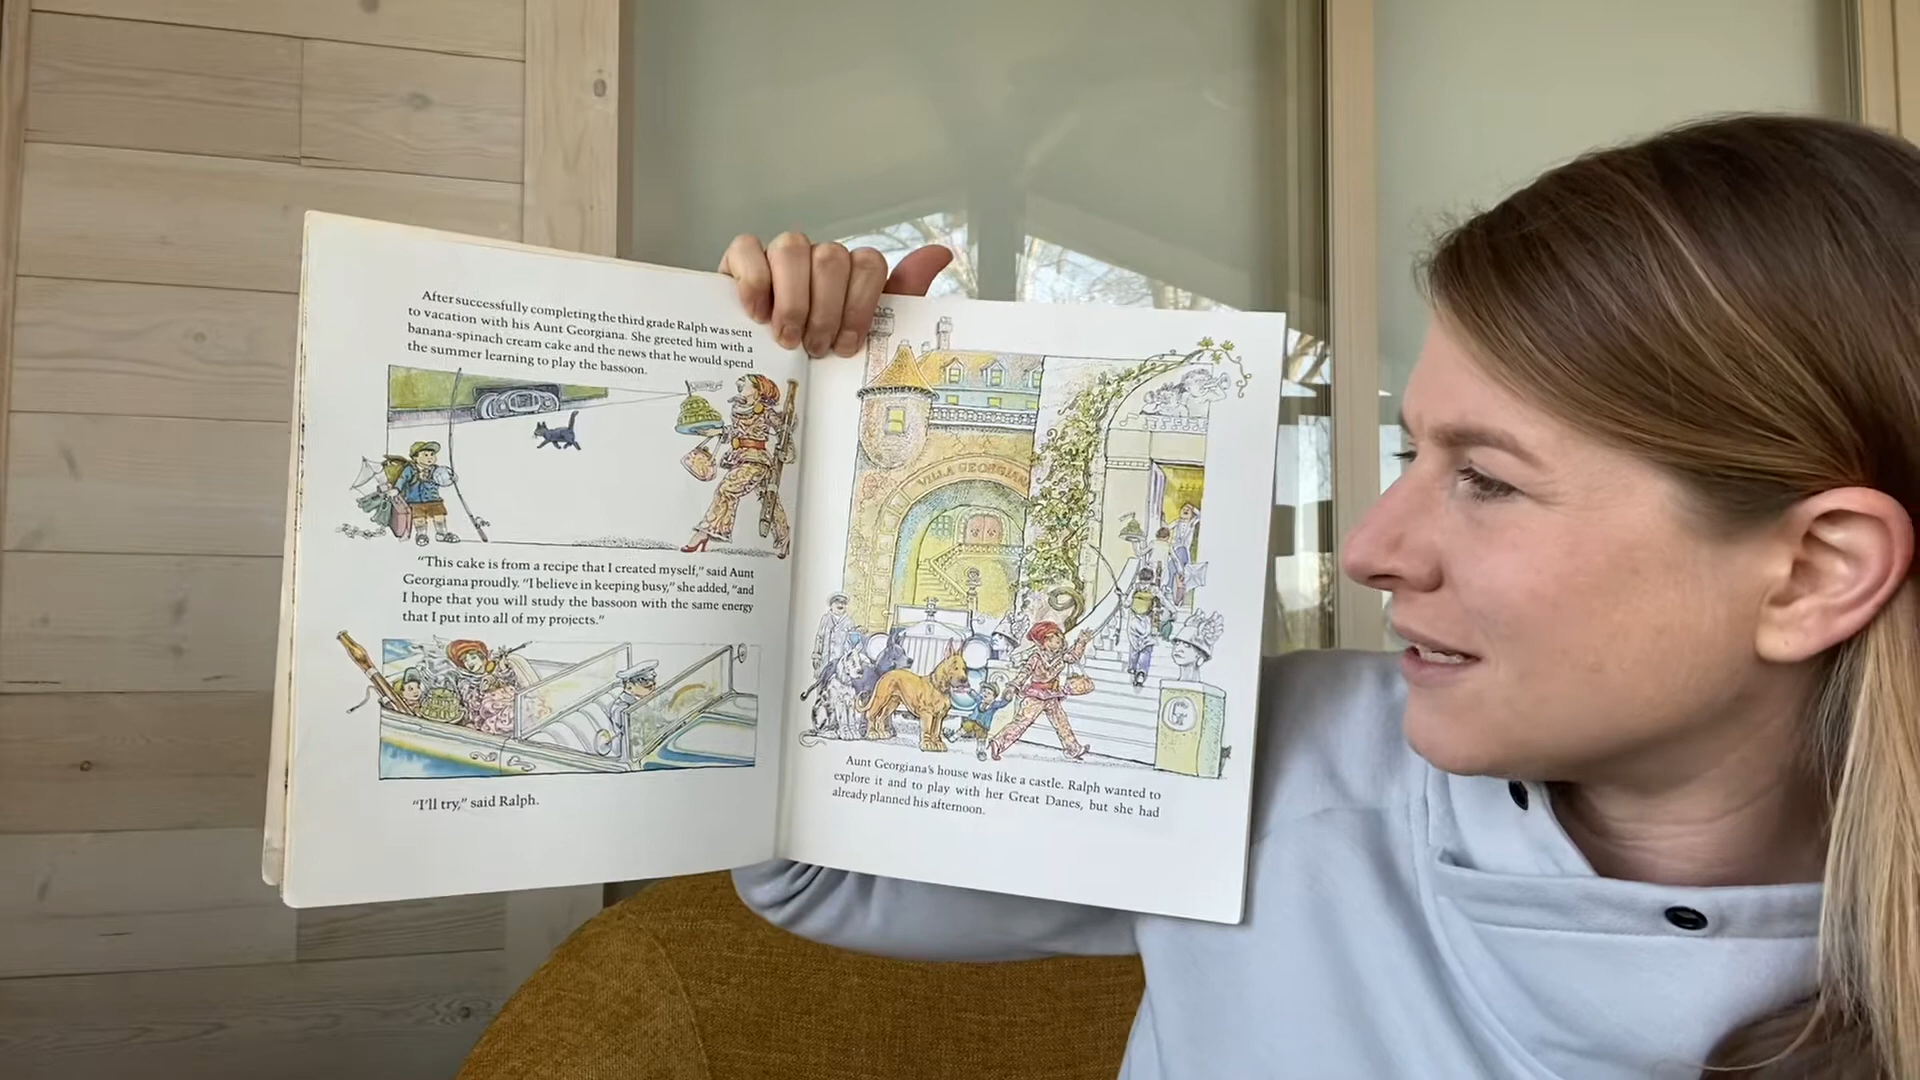 After successfully completing the third grade Ralph was sent
to vacation with his Aunt Georgiana. She greeted him with a
banana-spinach cream cake and the news that he would spend
the summer learning to play the bassoon.
"This cake is from a recipe that I created myself," said Aunt
Georgiana proudly. "I believe in keeping busy," she added, "and
I hope that you will study the bassoon with the same energy
that I put into all of my projects."
"I'll try," said Ralph.
VILLA GEORGIANA
G
Aunt Georgiana's house was like a castle. Ralph wanted to
explore it and to play with her Great Danes, but she had
already planned his afternoon.